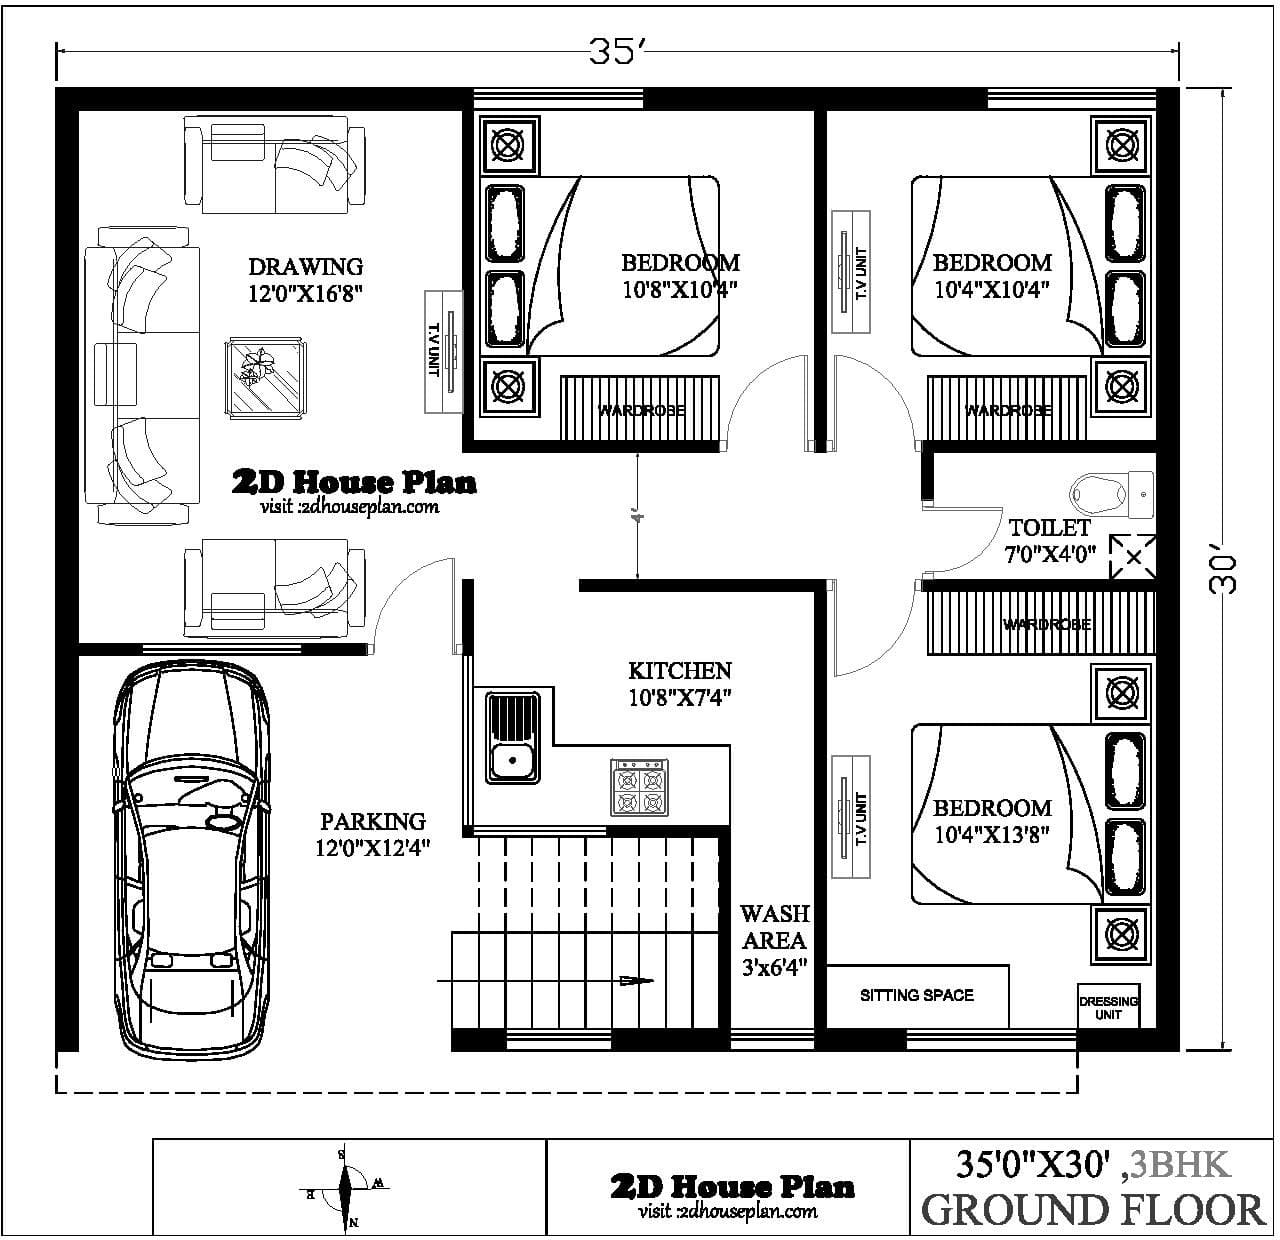 35'
DRAWING
12'0"X16'8"
T.V UNIT
BEDROOM
10'8"X10'4"
WARDROBE
T.V UNIT
BEDROOM
10'4"X10'4"
WARDROBE
2D House Plan
visit :2dhouseplan.com
4'
TOILET
7'0"X4'0"
30'
WARDROBE
KITCHEN
10'8"X7'4"
PARKING
12'0"X12'4"
T.V UNIT
BEDROOM
10'4"X13'8"
WASH
AREA
3'x6'4"
SITTING SPACE
DRESSING
UNIT
S
W
E
N
2D House Plan
visit :2dhouseplan.com
35'0"X30' ,3BHK
GROUND FLOOR